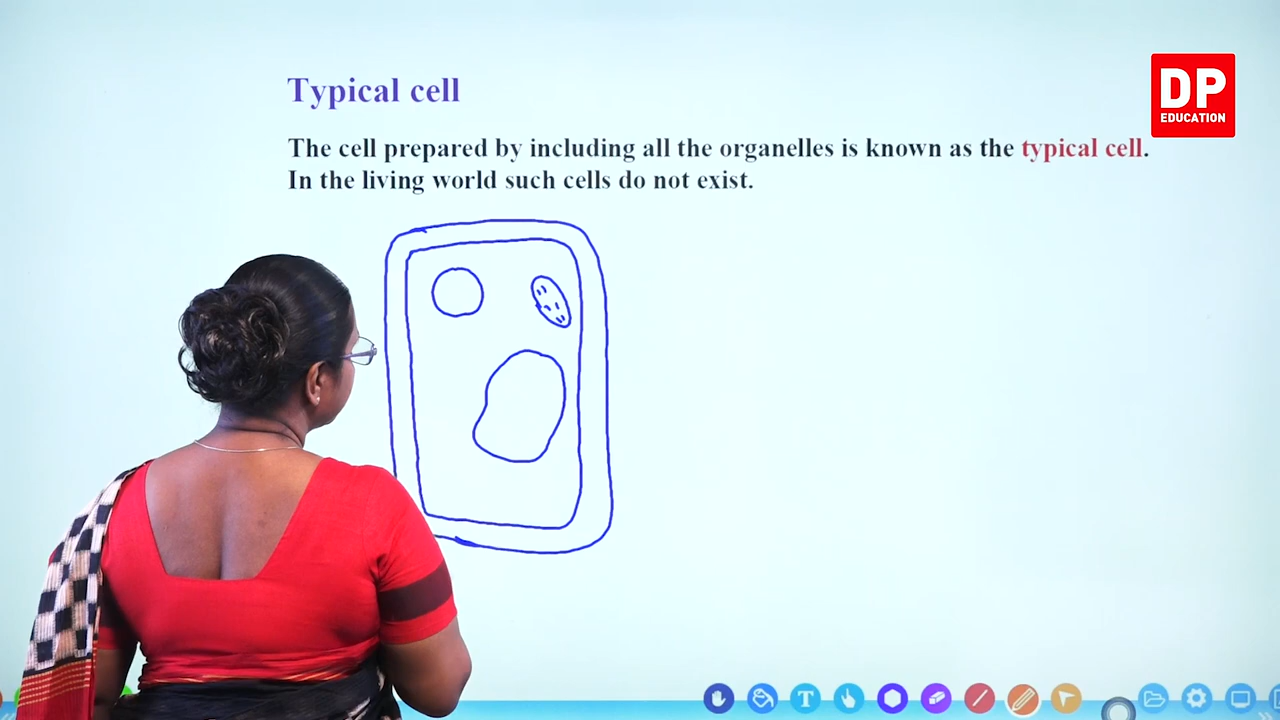 Typical cell
DP
EDUCATION
The cell prepared by including all the organelles is known as the typical cell.
In the living world such cells do not exist.
T